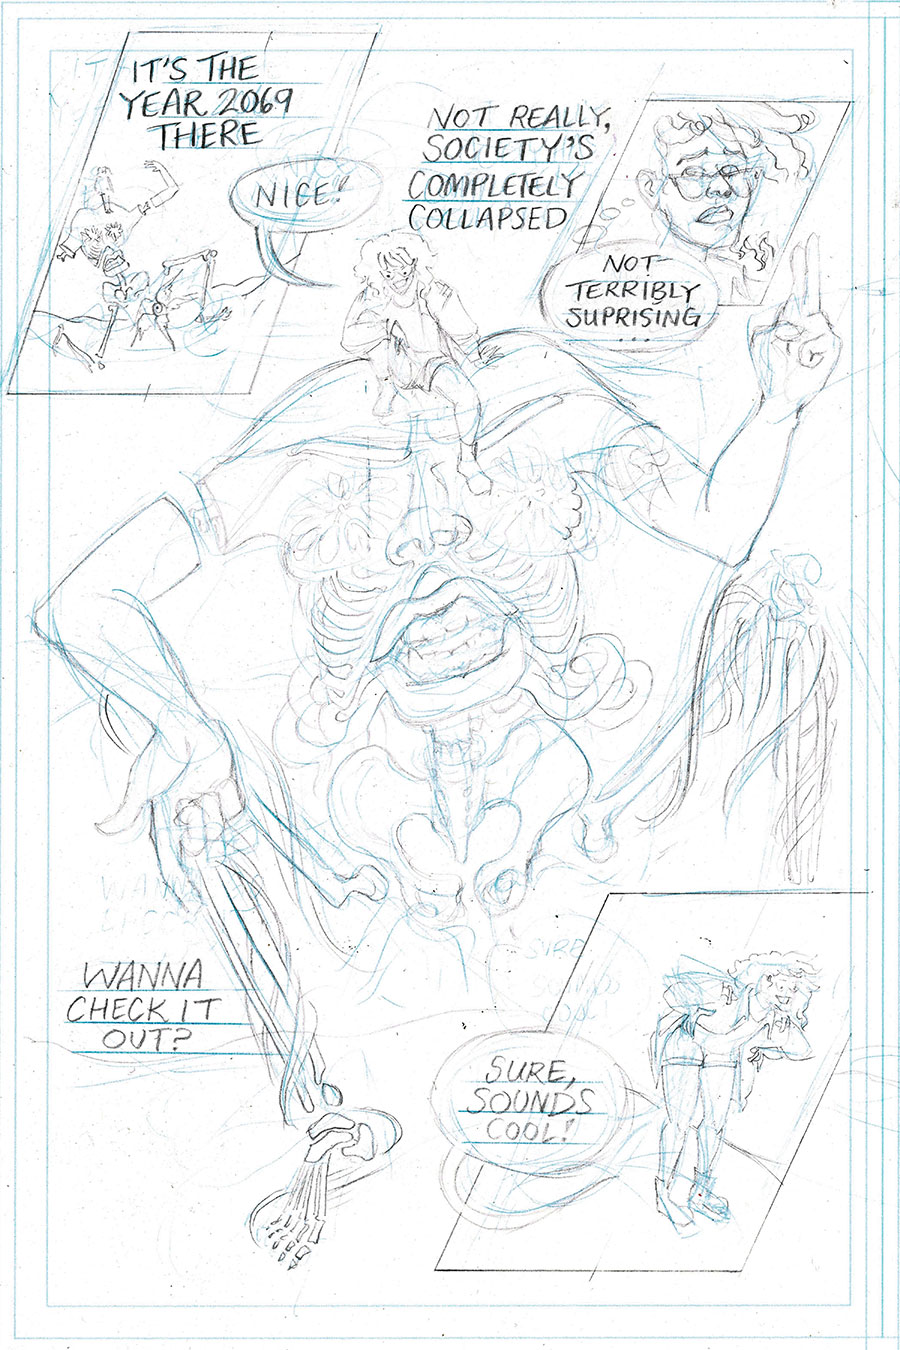 IT'S THE
YEAR 2069
THERE
NICE!
NOT REALLY,
SOCIETY'S
COMPLETELY
COLLAPSED
NOT
TERRIBLY
SUPRISING
...
WANNA
CHECK IT
OUT?
SURE,
SOUNDS
COOL!